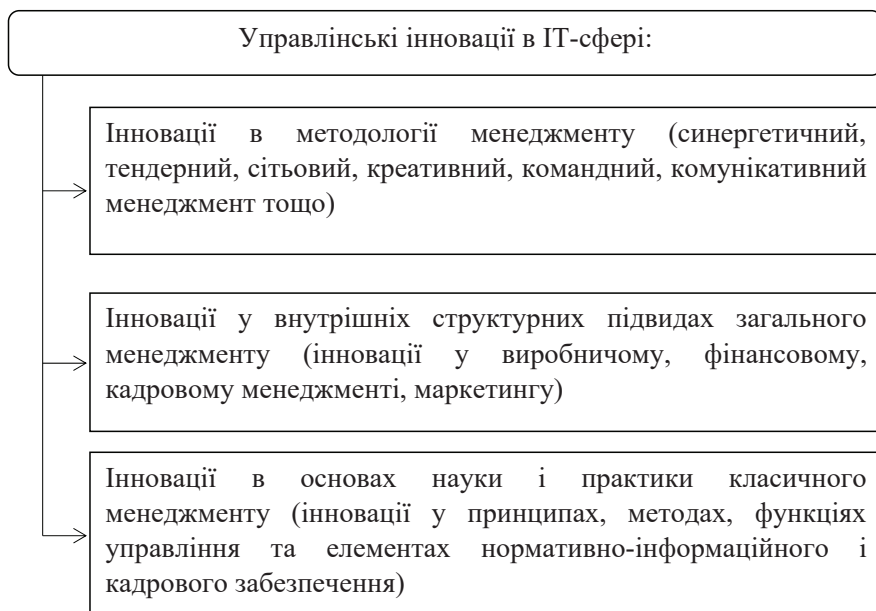 Управлінські інновації в ІТ-сфері:
Інновації в методології менеджменту (синергетичний,
тендерний, сітьовий, креативний, командний, комунікативний
менеджмент тощо)
Інновації у внутрішніх структурних підвидах загального
менеджменту (інновації у виробничому, фінансовому,
кадровому менеджменті, маркетингу)
Інновації в основах науки і практики класичного
менеджменту (інновації у принципах, методах, функціях
управління та елементах нормативно-інформаційного і
кадрового забезпечення)